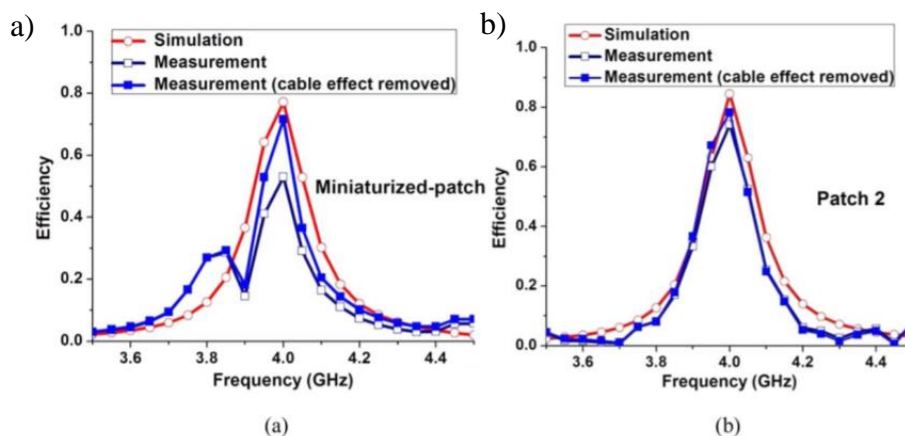 a)
1.0
0.8
0.6
0.4
0.2
0.0
Efficiency
Simulation
Measurement
Measurement (cable effect removed)
Miniaturized-patch
3.6 3.8 4.0 4.2 4.4
Frequency (GHz)
(a)
b)
1.0
0.8
0.6
0.4
0.2
0.0
Efficiency
Simulation
Measurement
Measurement (cable effect removed)
Patch 2
3.6 3.8 4.0 4.2 4.4
Frequency (GHz)
(b)